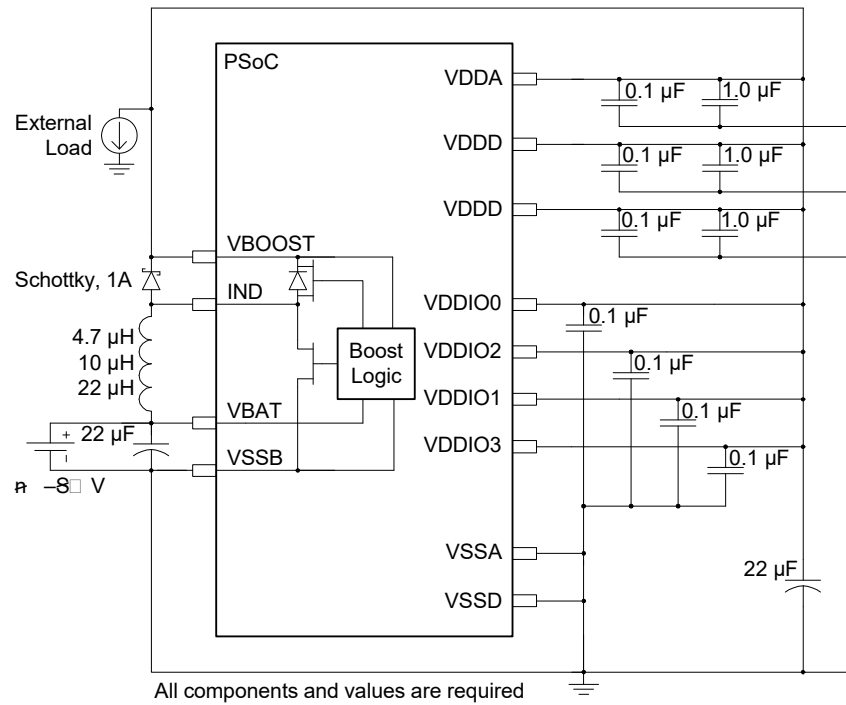 PSoC
VDDA
0.1 µF
1.0 µF
External
Load
VDDD
0.1 µF
1.0 µF
VDDD
0.1 µF
1.0 µF
VBOOST
Schottky, 1A
IND
VDDIO0
0.1 µF
4.7 µH
10 µH
22 µH
Boost
Logic
VDDIO2
0.1 µF
VDDIO1
0.1 µF
VBAT
22 µF
+
-
VDDIO3
0.1 µF
VSSB
V
VSSA
22 µF
VSSD
All components and values are required